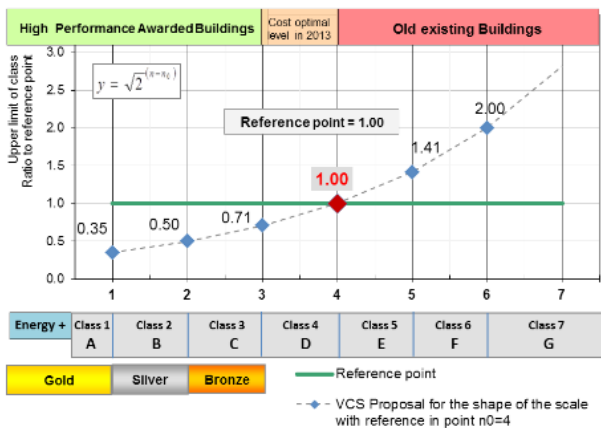 High Performance Awarded Buildings
Cost optimal
level in 2013
Old existing Buildings
Upper limit of class
Ratio to reference point
3.0
2.5
2.0
1.5
1.0
0.5
0.0
y = √2^(n−n₀)
Reference point = 1.00
0.35
0.50
0.71
1.00
1.41
2.00
1 2 3 4 5 6 7
Energy + Class 1 Class 2 Class 3 Class 4 Class 5 Class 6 Class 7
A B C D E F G
Gold Silver Bronze
Reference point
VCS Proposal for the shape of the scale
with reference in point n0=4